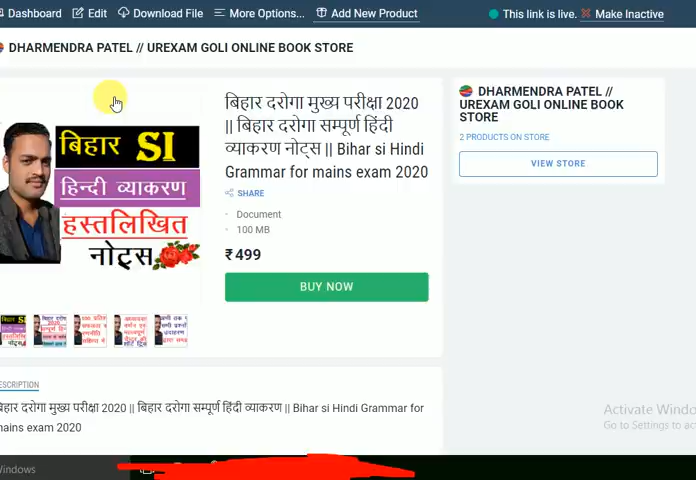 Dashboard Edit Download File More Options... Add New Product This link is live. Make Inactive
DHARMENDRA PATEL // UREXAM GOLI ONLINE BOOK STORE
बिहार SI
हिन्दी व्याकरण
हस्तलिखित
नोट्स
बिहार दरोगा मुख्य परीक्षा 2020
|| बिहार दरोगा सम्पूर्ण हिंदी
व्याकरण नोट्स || Bihar si Hindi
Grammar for mains exam 2020
SHARE
Document
100 MB
₹ 499
BUY NOW
DHARMENDRA PATEL //
UREXAM GOLI ONLINE BOOK
STORE
2 PRODUCTS ON STORE
VIEW STORE
ESCRIPTION
बिहार दरोगा मुख्य परीक्षा 2020 || बिहार दरोगा सम्पूर्ण हिंदी व्याकरण || Bihar si Hindi Grammar for
mains exam 2020
Activate Windo
Go to Settings to act
Windows